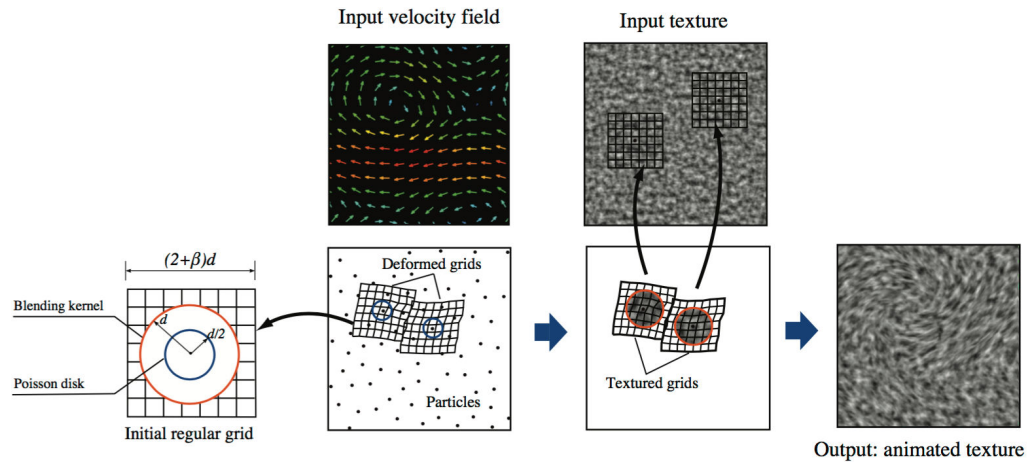 Input velocity field
Input texture
(2+β)d
Blending kernel
d
d/2
Poisson disk
Initial regular grid
Deformed grids
Particles
Textured grids
Output: animated texture